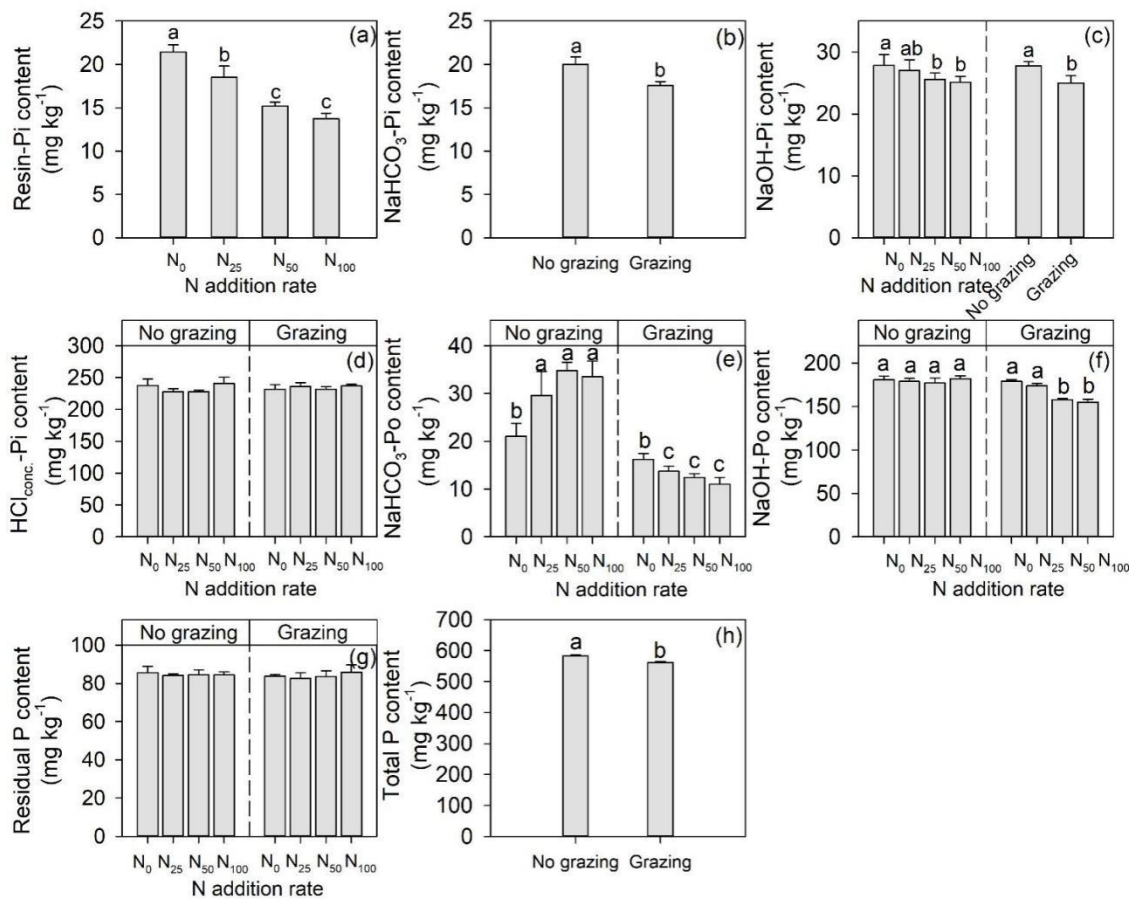 (a)
Resin-Pi content
(mg kg⁻¹)
25
20
15
10
5
0
a
b
c
c
N₀ N₂₅ N₅₀ N₁₀₀
N addition rate
(b)
NaHCO₃-Pi content
(mg kg⁻¹)
25
20
15
10
5
0
a
b
No grazing Grazing
(c)
NaOH-Pi content
(mg kg⁻¹)
30
20
10
0
a ab b b
a b
N₀ N₂₅ N₅₀ N₁₀₀
N addition rate
No grazing
Grazing
No grazing Grazing
(d)
HCl_conc.-Pi content
(mg kg⁻¹)
300
250
200
150
100
50
0
N₀ N₂₅ N₅₀ N₁₀₀ N₀ N₂₅ N₅₀ N₁₀₀
N addition rate
No grazing Grazing
(e)
NaHCO₃-Po content
(mg kg⁻¹)
40
30
20
10
0
b a a a
b c c c
N₀ N₂₅ N₅₀ N₁₀₀ N₀ N₂₅ N₅₀ N₁₀₀
N addition rate
No grazing Grazing
(f)
NaOH-Po content
(mg kg⁻¹)
200
150
100
50
0
a a a a
a a b b
N₀ N₂₅ N₅₀ N₁₀₀ N₀ N₂₅ N₅₀ N₁₀₀
N addition rate
No grazing Grazing
(g)
Residual P content
(mg kg⁻¹)
100
80
60
40
20
0
N₀ N₂₅ N₅₀ N₁₀₀ N₀ N₂₅ N₅₀ N₁₀₀
N addition rate
(h)
Total P content
(mg kg⁻¹)
700
600
500
400
300
200
100
0
a
b
No grazing Grazing